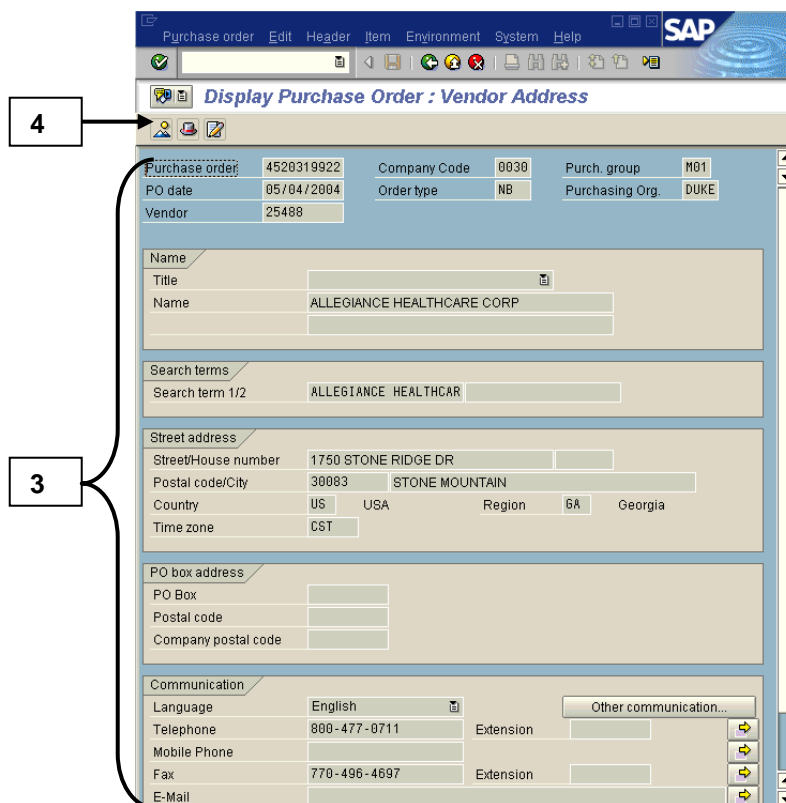 Purchase order Edit Header Item Environment System Help SAP
Display Purchase Order : Vendor Address
4
Purchase order 4520319922 Company Code 0030 Purch. group M01
PO date 05/04/2004 Order type NB Purchasing Org. DUKE
Vendor 25488
Name
Title
Name ALLEGIANCE HEALTHCARE CORP
Search terms
Search term 1/2 ALLEGIANCE HEALTHCAR
Street address
Street/House number 1750 STONE RIDGE DR
3
Postal code/City 30083 STONE MOUNTAIN
Country US USA Region GA Georgia
Time zone CST
PO box address
PO Box
Postal code
Company postal code
Communication
Language English Other communication...
Telephone 800-477-0711 Extension
Mobile Phone
Fax 770-496-4697 Extension
E-Mail